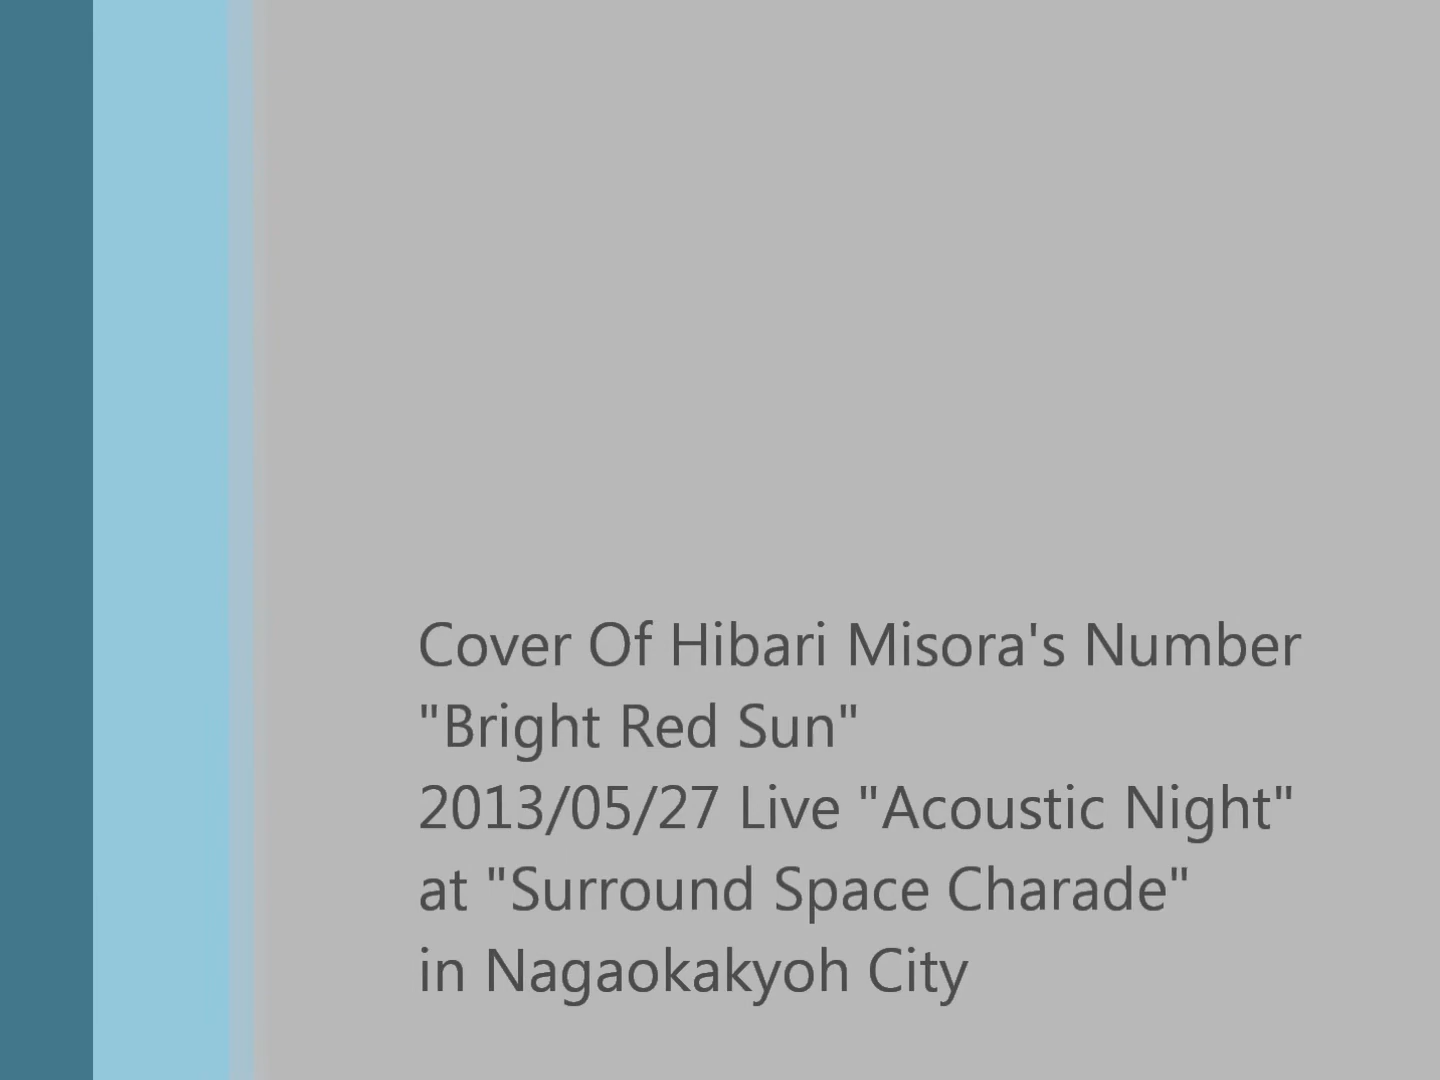 Cover Of Hibari Misora's Number
"Bright Red Sun"
2013/05/27 Live "Acoustic Night"
at "Surround Space Charade"
in Nagaokakyoh City